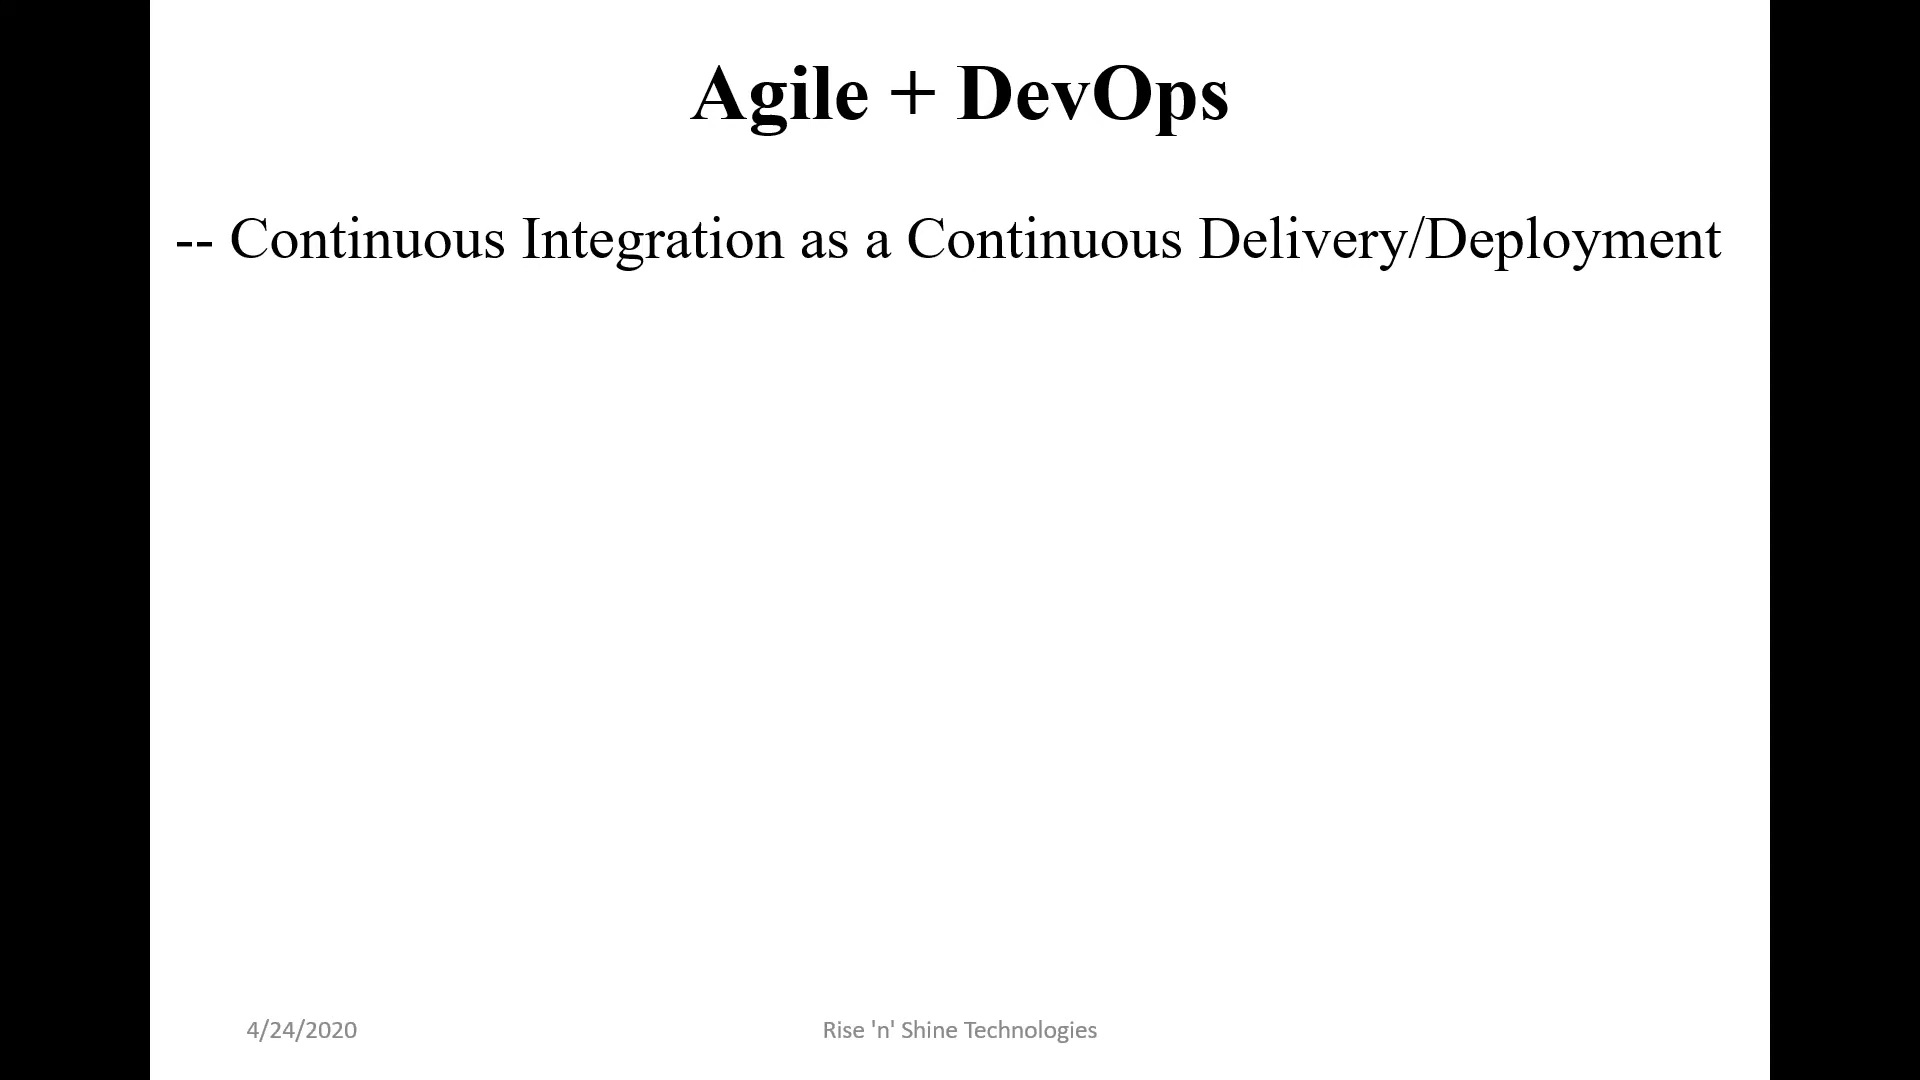 Agile + DevOps
-- Continuous Integration as a Continuous Delivery/Deployment
4/24/2020
Rise 'n' Shine Technologies